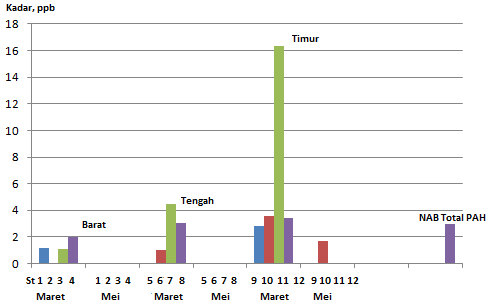 Kadar, ppb
18
16
14
12
10
8
6
4
2
0
Timur
Tengah
Barat
NAB Total PAH
St 1 2 3 4 1 2 3 4 5 6 7 8 5 6 7 8 9 10 11 12 9 10 11 12
Maret Mei Maret Mei Maret Mei